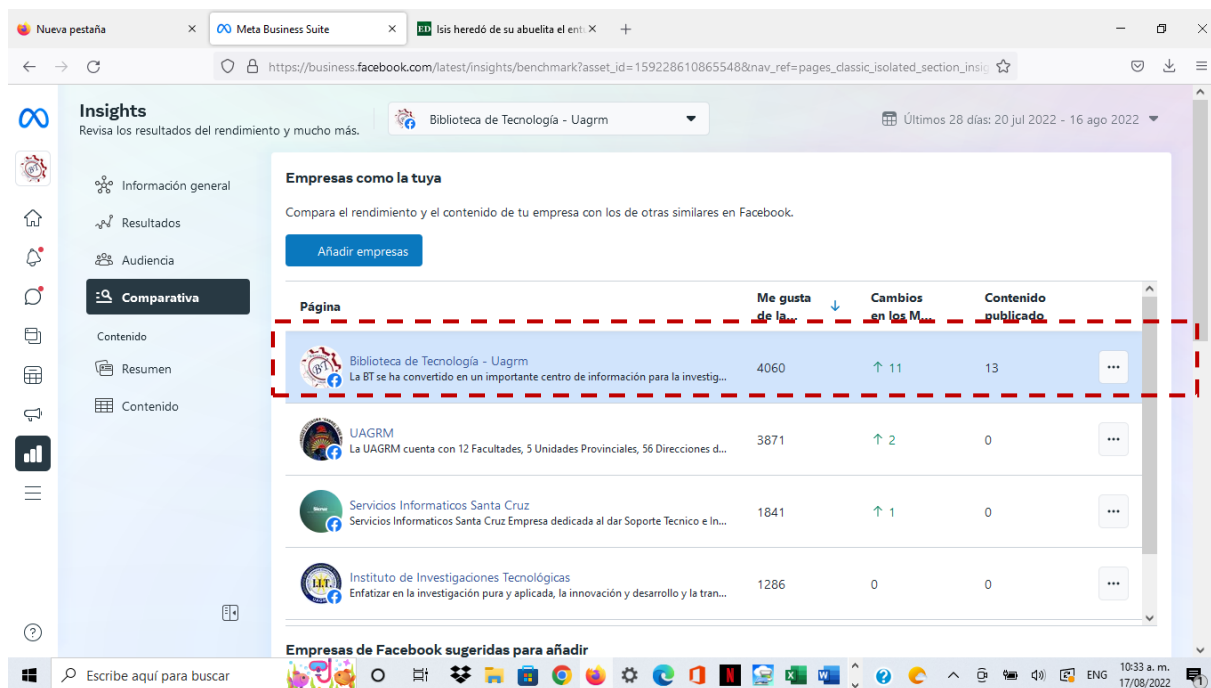 Nueva pestaña
Meta Business Suite
ED Isis heredó de su abuelita el ent
https://business.facebook.com/latest/insights/benchmark?asset_id=159228610865548&nav_ref=pages_classic_isolated_section_insig
Insights
Revisa los resultados del rendimiento y mucho más.
Biblioteca de Tecnología - Uagrm
Últimos 28 días: 20 jul 2022 - 16 ago 2022
Información general
Resultados
Audiencia
Comparativa
Contenido
Resumen
Contenido
Empresas como la tuya
Compara el rendimiento y el contenido de tu empresa con los de otras similares en Facebook.
Añadir empresas
Página
Me gusta de la...
Cambios en los M...
Contenido publicado
Biblioteca de Tecnología - Uagrm
La BT se ha convertido en un importante centro de información para la investig...
4060 ↑ 11 13
UAGRM
La UAGRM cuenta con 12 Facultades, 5 Unidades Provinciales, 56 Direcciones d...
3871 ↑ 2 0
Servicios Informaticos Santa Cruz
Servicios Informaticos Santa Cruz Empresa dedicada al dar Soporte Tecnico e In...
1841 ↑ 1 0
Instituto de Investigaciones Tecnológicas
Enfatizar en la investigación pura y aplicada, la innovación y desarrollo y la tran...
1286 0 0
Empresas de Facebook sugeridas para añadir
Escribe aquí para buscar
ENG
10:33 a. m.
17/08/2022